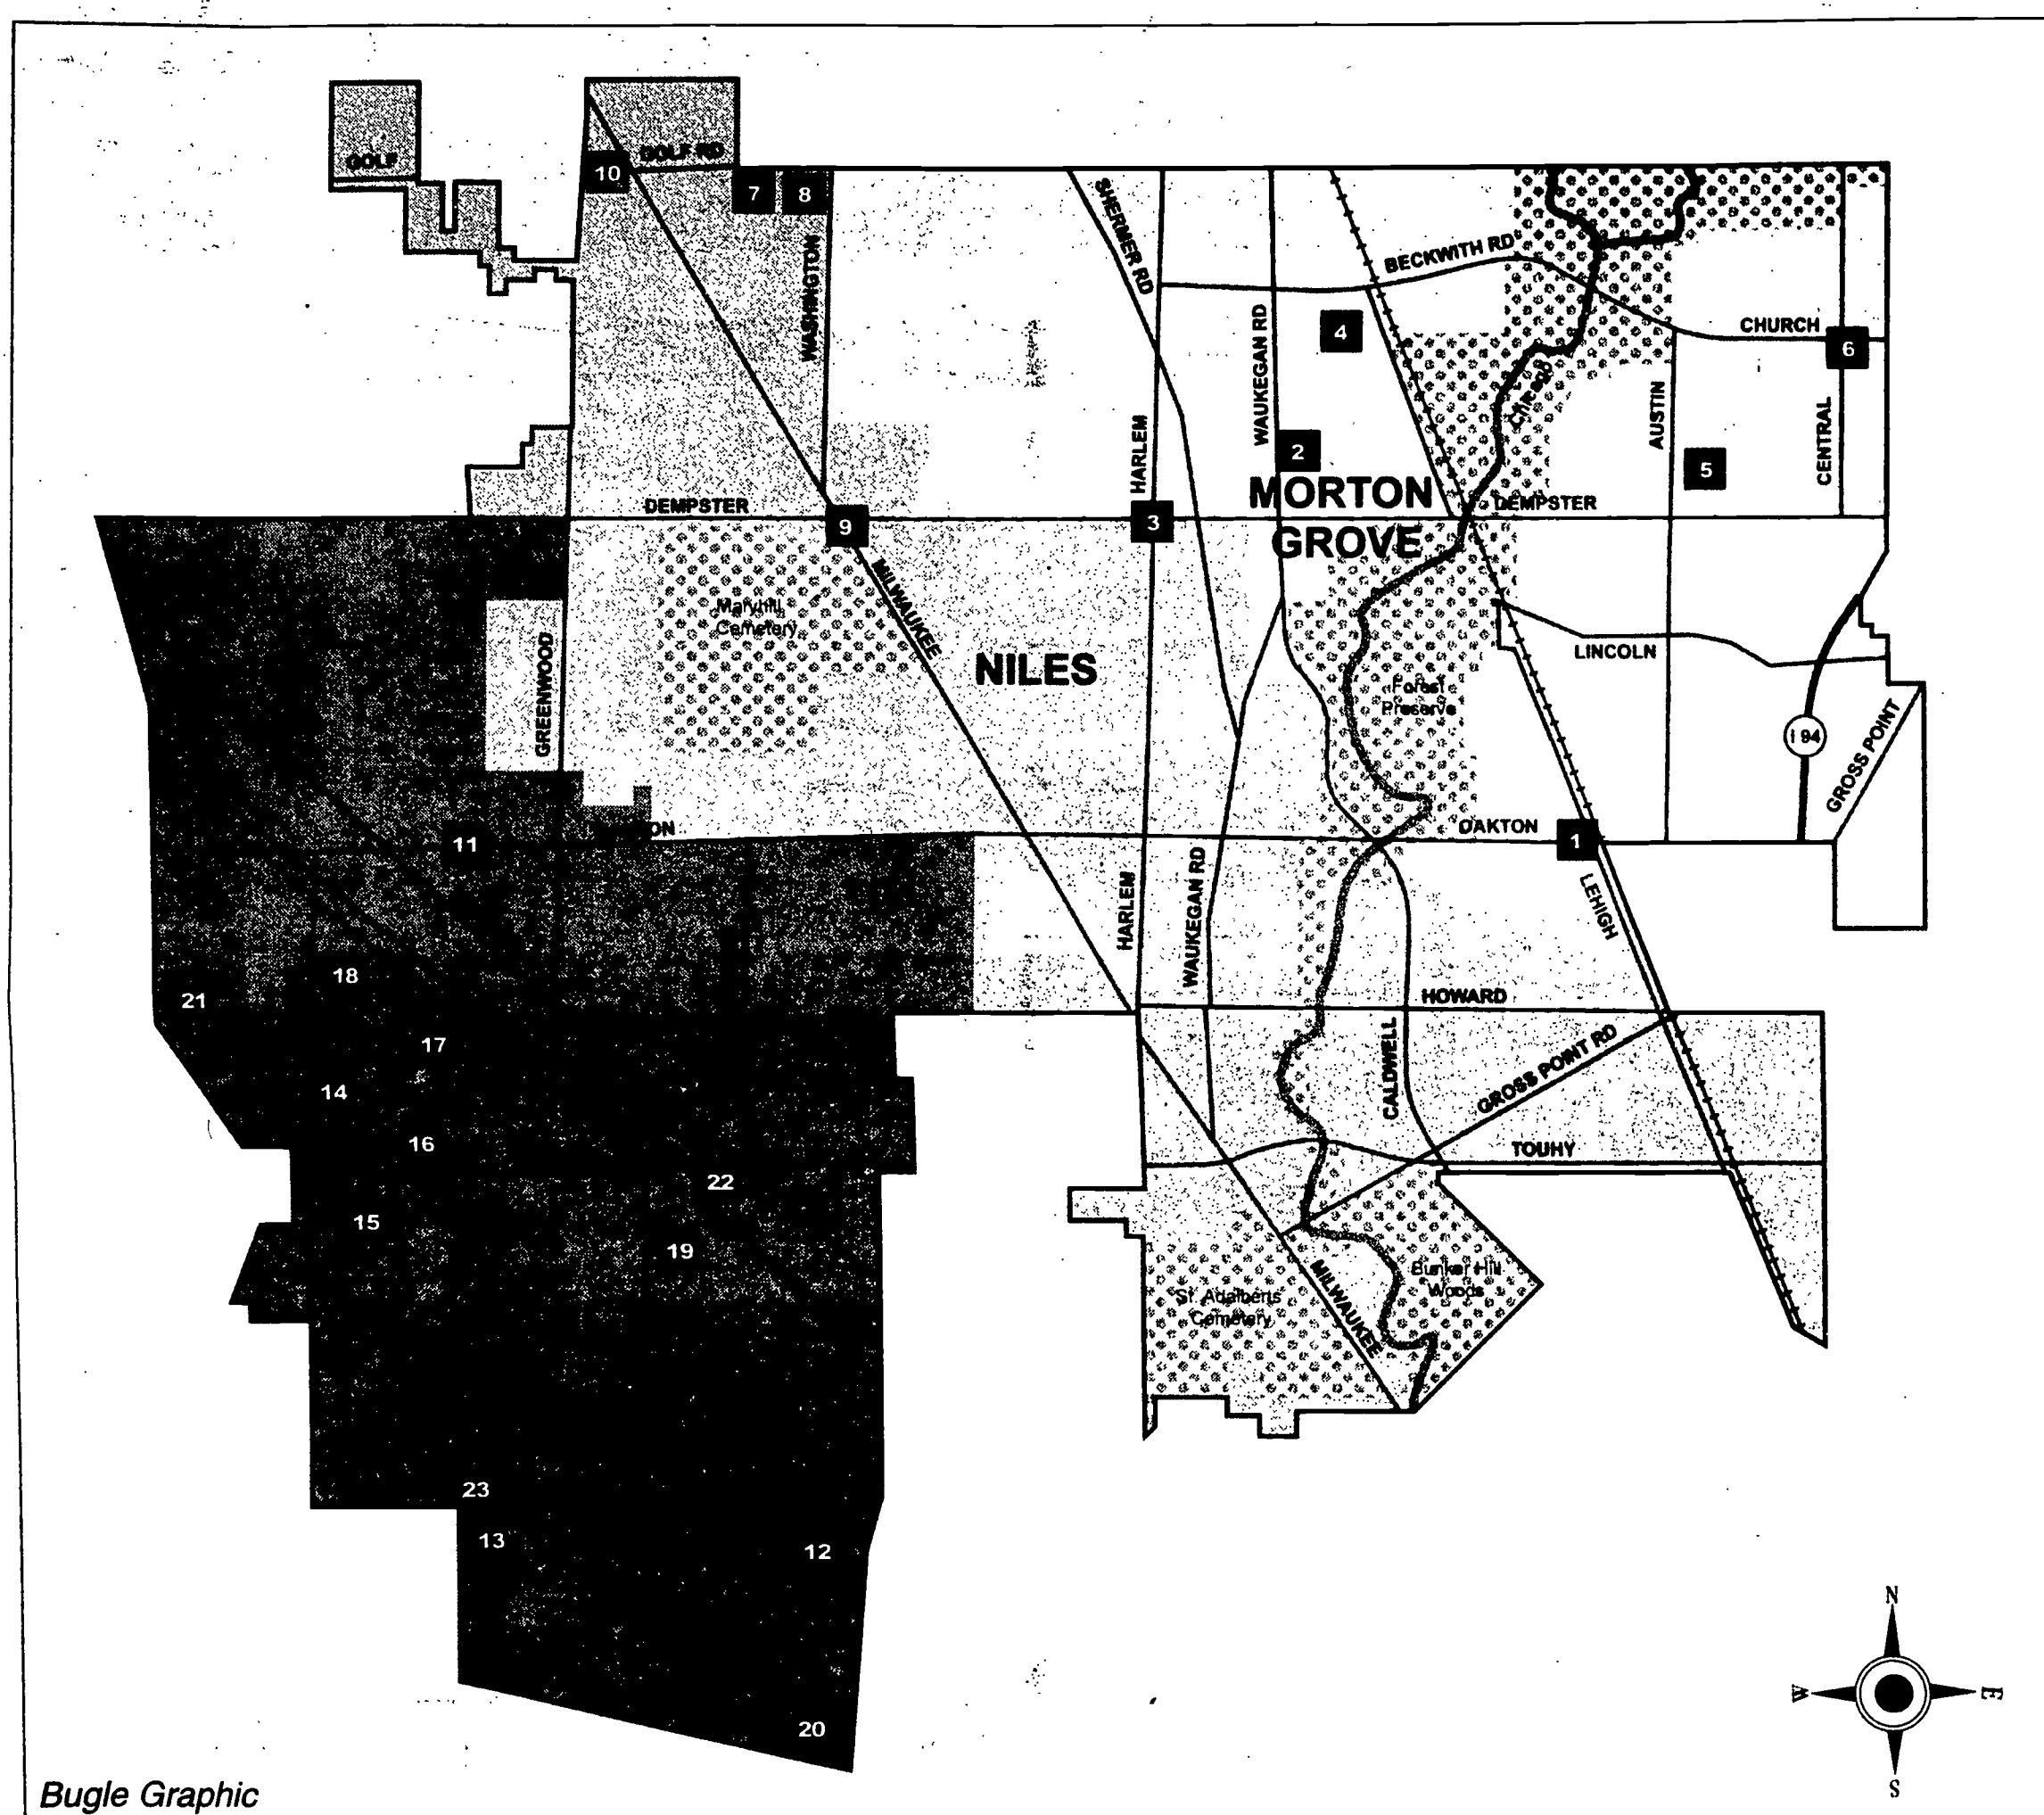 GOLF
GOLF RD
10
7
8
SHERMER RD
WASHINGTON
BECKWITH RD
WAUKEGAN RD
4
CHURCH
6
Chicago
AUSTIN
CENTRAL
HARLEM
2
5
MORTON
GROVE
DEMPSTER
9
3
DEMPSTER
MILWAUKEE
Maryhill
Cemetery
NILES
GREENWOOD
LINCOLN
Forest
Preserve
I 94
GROSS POINT
11
ON
OAKTON
1
LEHIGH
HARLEM
WAUKEGAN RD
18
21
HOWARD
17
CALDWELL
GROSS POINT RD
14
16
TOUHY
22
15
19
MILWAUKEE
Bunker Hill
Woods
St. Adalberts
Cemetery
23
13
12
20
N
W
E
S
Bugle Graphic